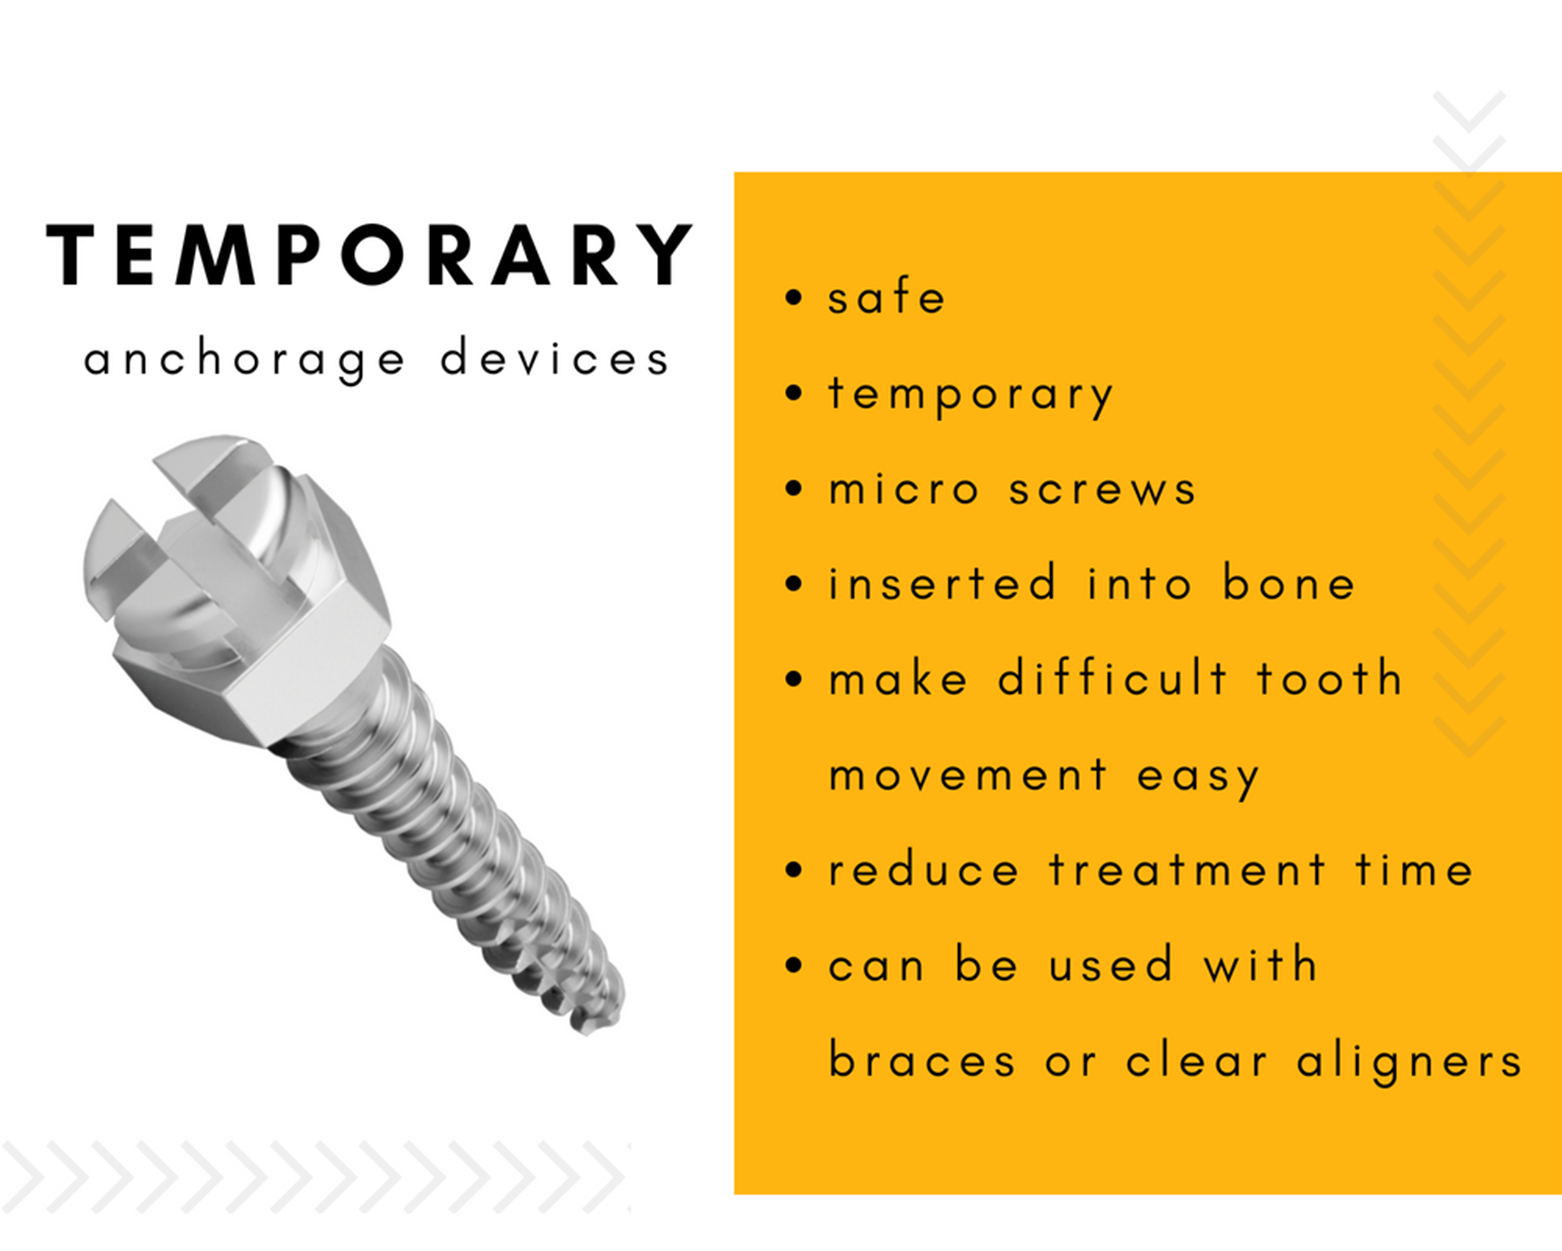 TEMPORARY
anchorage devices
• safe
• temporary
• micro screws
• inserted into bone
• make difficult tooth
movement easy
• reduce treatment time
• can be used with
braces or clear aligners